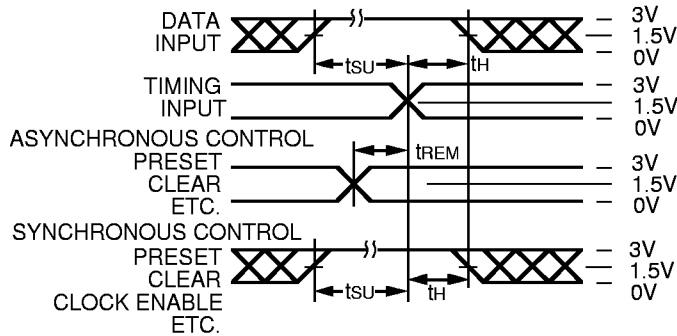 DATA INPUT
3V
1.5V
0V
tSU
tH
TIMING INPUT
3V
1.5V
0V
ASYNCHRONOUS CONTROL
PRESET
CLEAR
ETC.
tREM
3V
1.5V
0V
SYNCHRONOUS CONTROL
PRESET
CLEAR
CLOCK ENABLE
ETC.
tSU
tH
3V
1.5V
0V